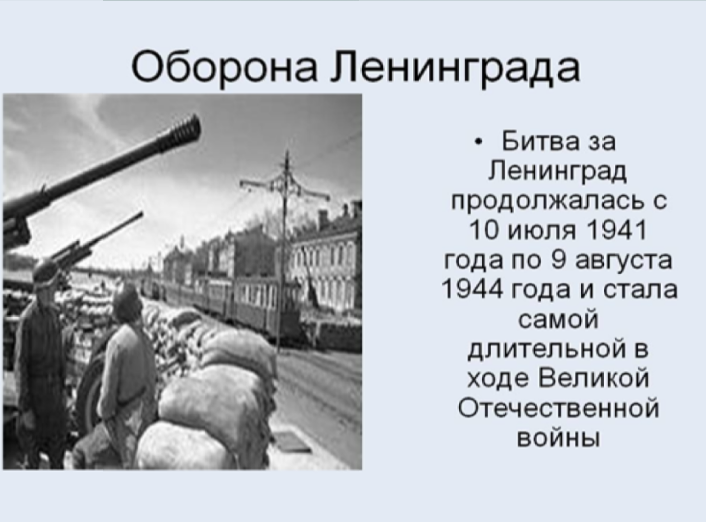 Оборона Ленинграда
• Битва за
Ленинград
продолжалась с
10 июля 1941
года по 9 августа
1944 года и стала
самой
длительной в
ходе Великой
Отечественной
войны